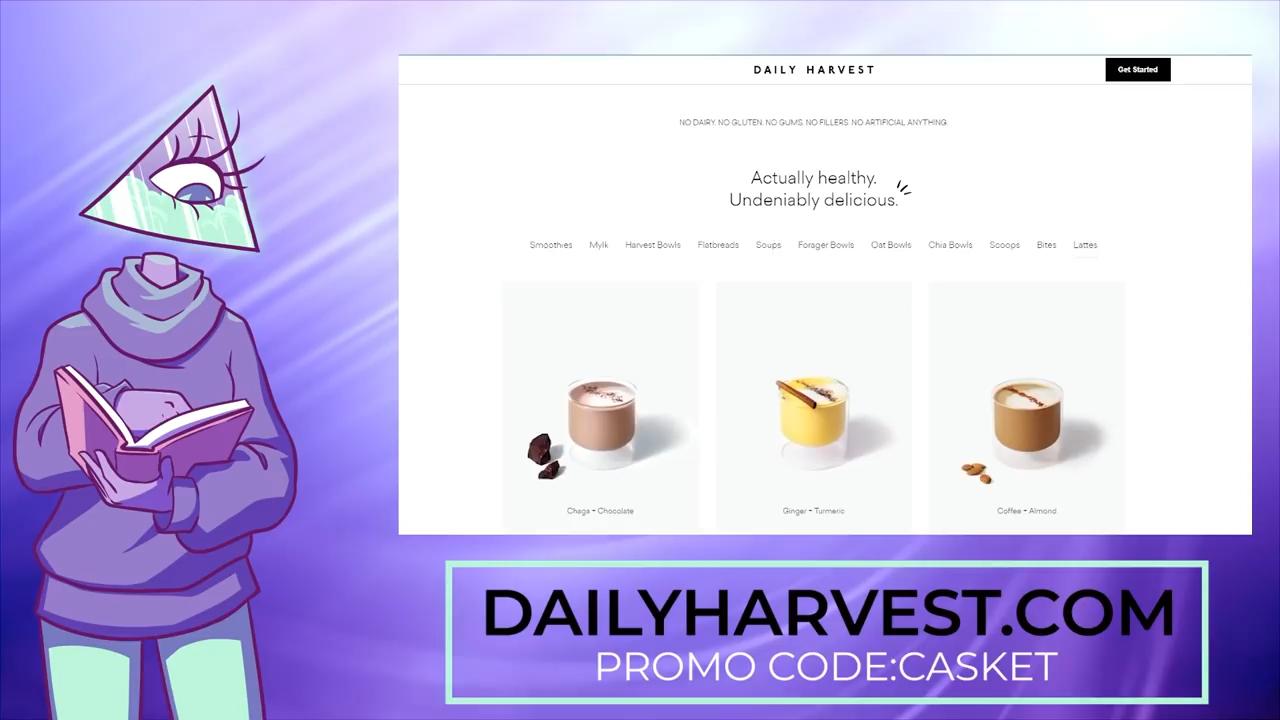 DAILY HARVEST
Get Started
NO DAIRY. NO GLUTEN. NO GUMS. NO FILLERS. NO ARTIFICIAL ANYTHING.
Actually healthy.
Undeniably delicious.
Smoothies Mylk Harvest Bowls Flatbreads Soups Forager Bowls Oat Bowls Chia Bowls Scoops Bites Lattes
Chaga + Chocolate
Ginger + Turmeric
Coffee + Almond
DAILYHARVEST.COM
PROMO CODE:CASKET